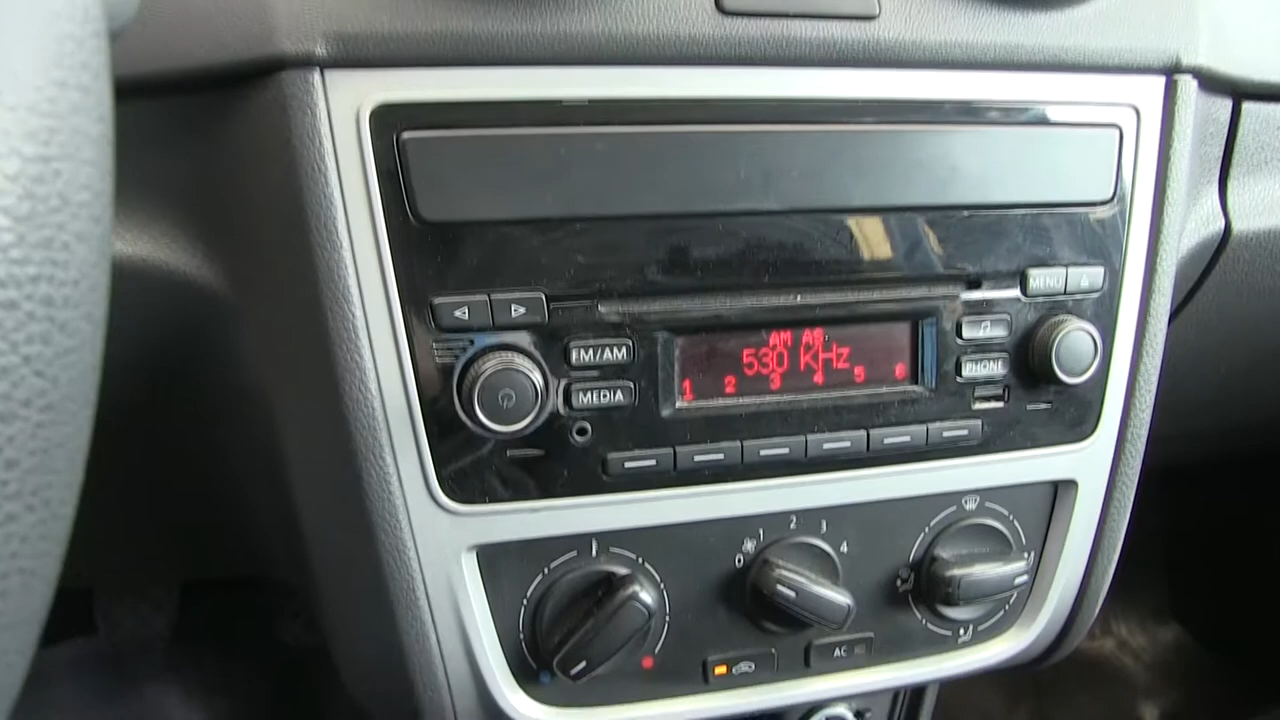 MENU
FM/AM
AM AS
530 KHz
1 2 3 4 5 6
MEDIA
PHONE
0 1 2 3 4
AC